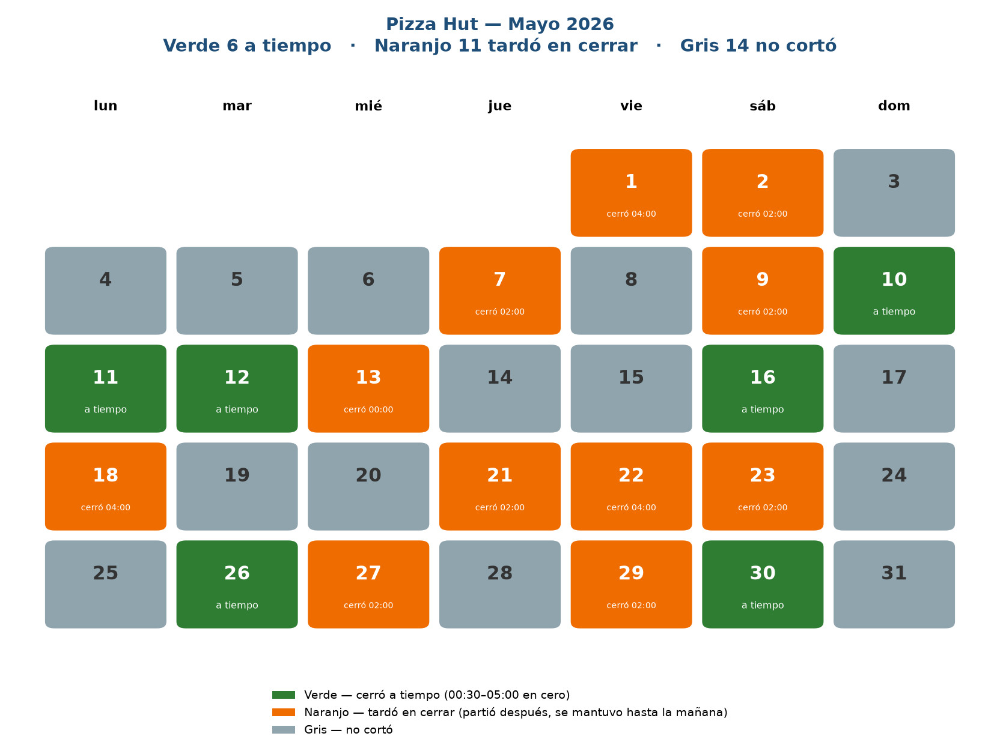 Pizza Hut — Mayo 2026
Verde 6 a tiempo · Naranjo 11 tardó en cerrar · Gris 14 no cortó
lun mar mié jue vie sáb dom
1 2 3
cerró 04:00 cerró 02:00
4 5 6 7 8 9 10
cerró 02:00 cerró 02:00 a tiempo
11 12 13 14 15 16 17
a tiempo a tiempo cerró 00:00 a tiempo
18 19 20 21 22 23 24
cerró 04:00 cerró 02:00 cerró 04:00 cerró 02:00
25 26 27 28 29 30 31
a tiempo cerró 02:00 cerró 02:00 a tiempo
Verde — cerró a tiempo (00:30–05:00 en cero)
Naranjo — tardó en cerrar (partió después, se mantuvo hasta la mañana)
Gris — no cortó